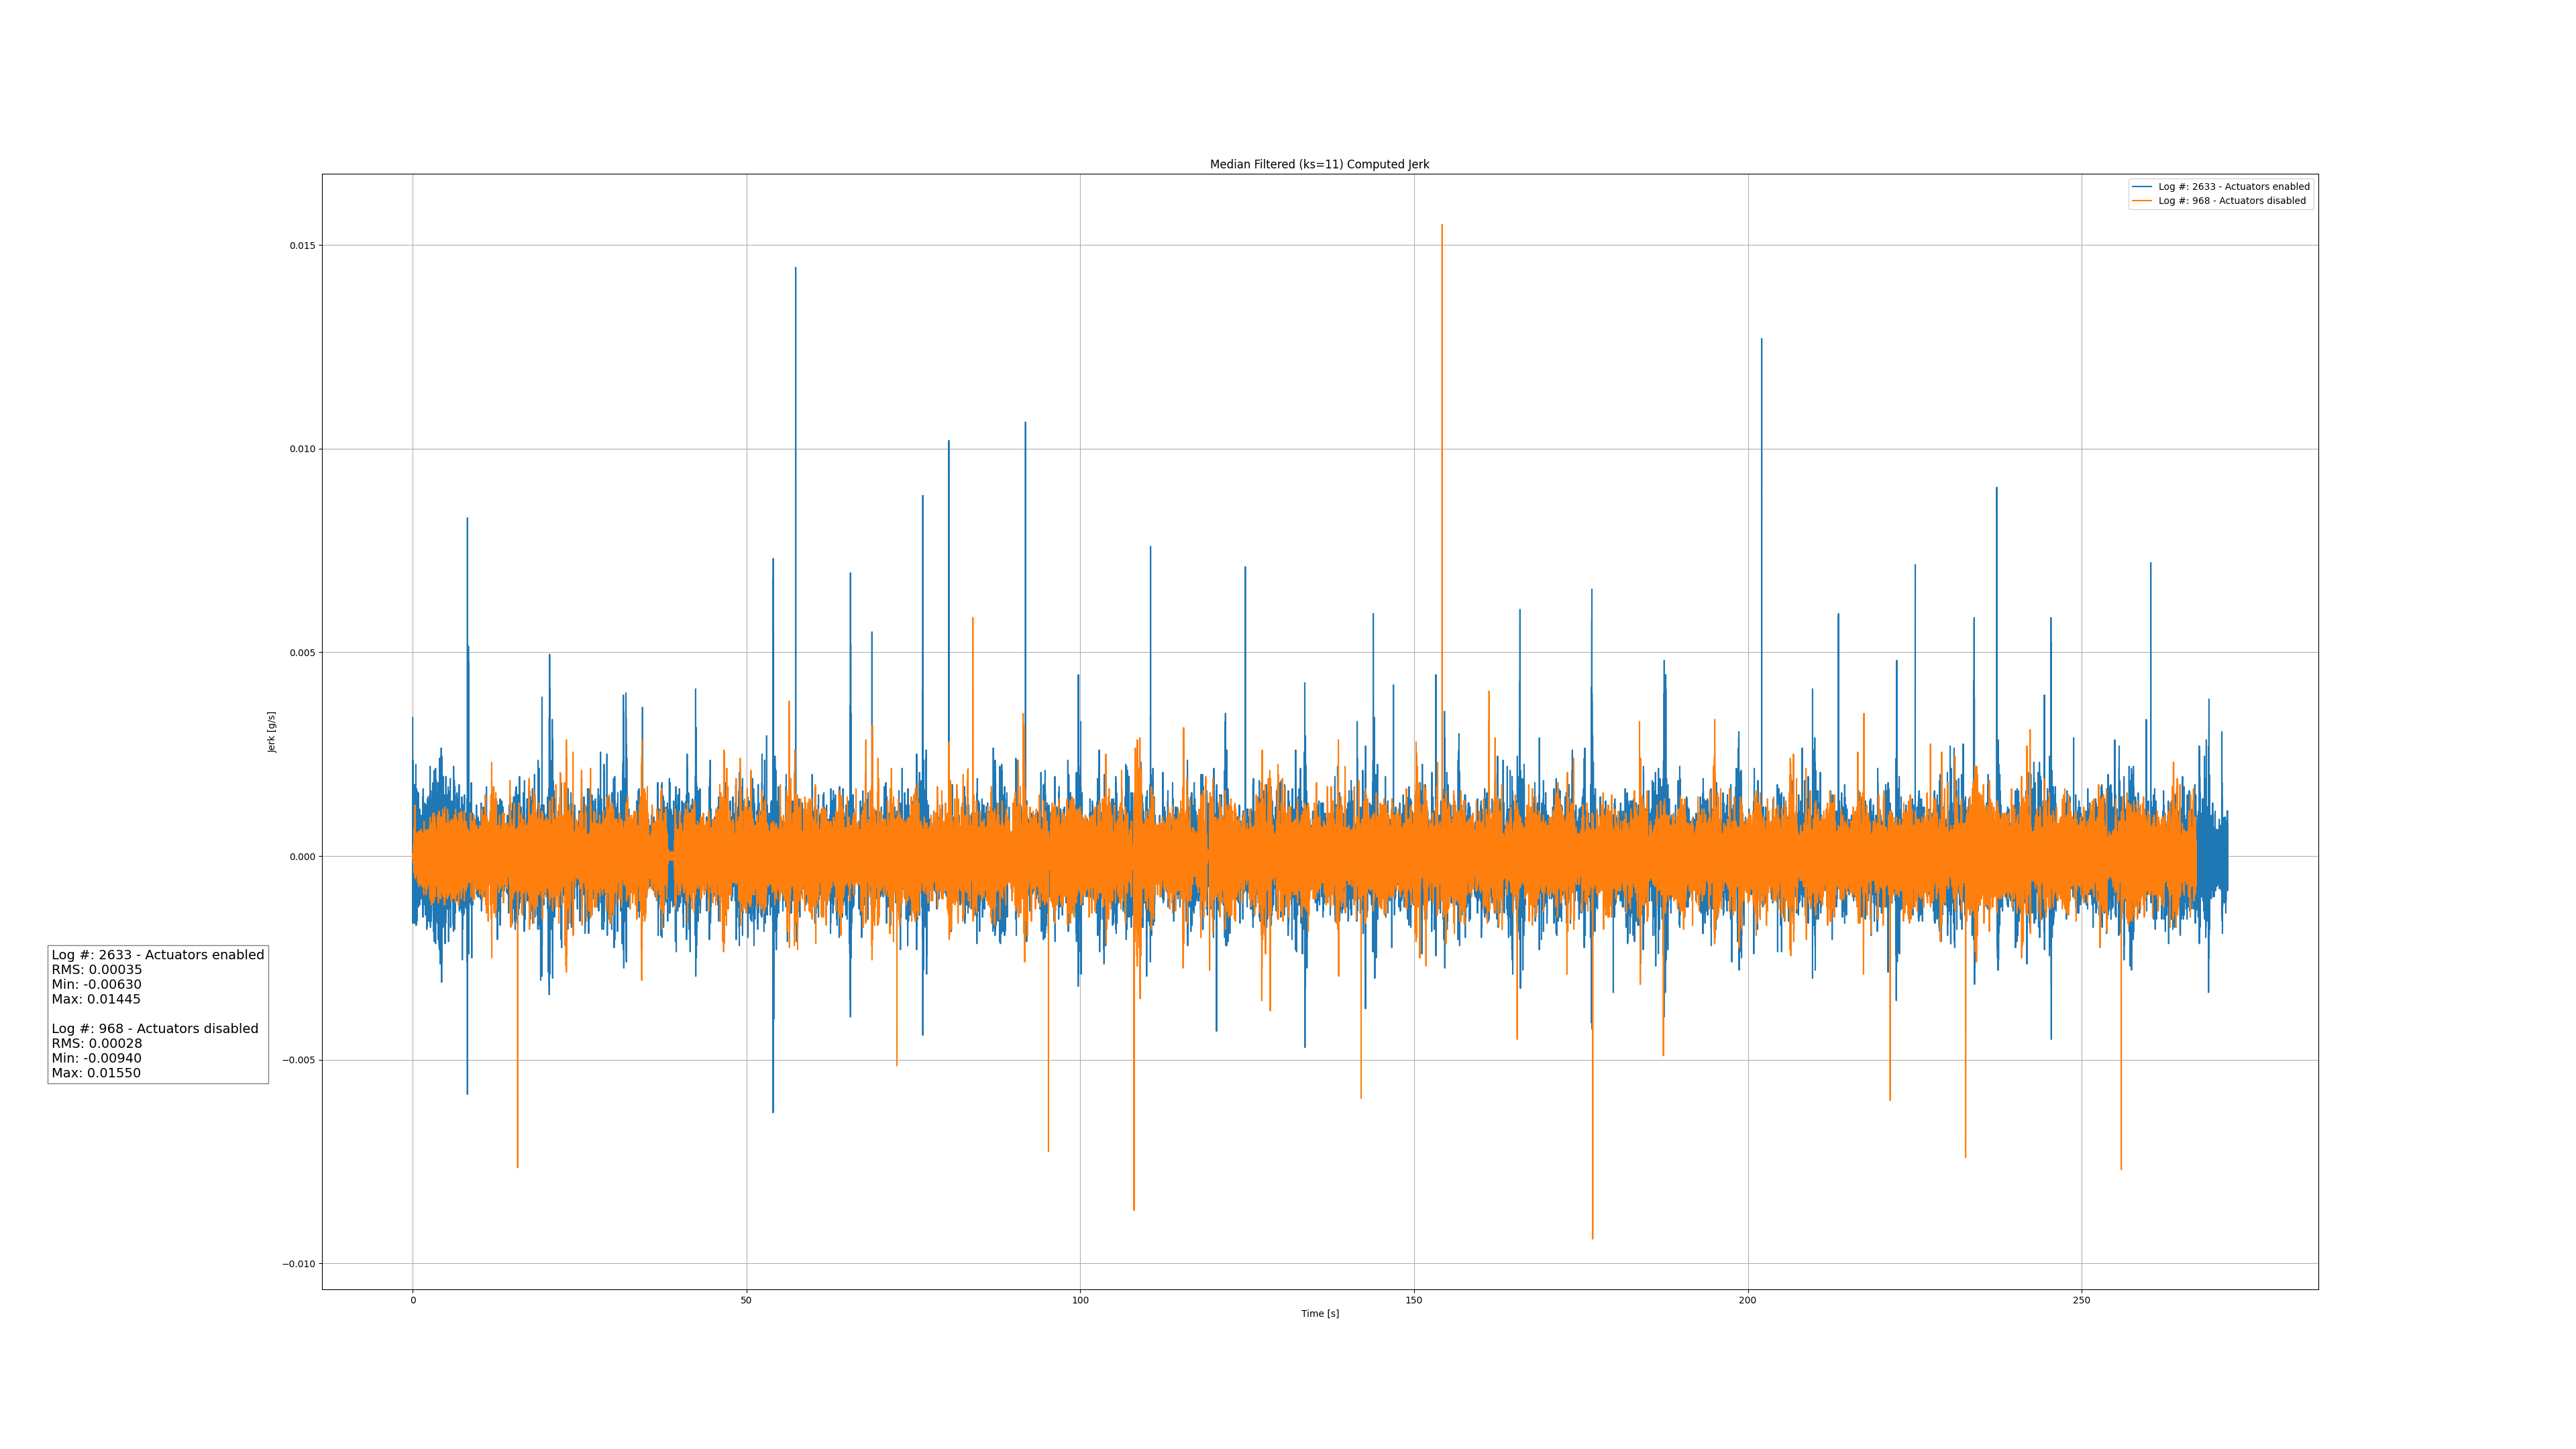 Median Filtered (ks=11) Computed Jerk
Log #: 2633 - Actuators enabled
Log #: 968 - Actuators disabled
0.015
0.010
0.005
0.000
−0.005
−0.010
Jerk [g/s]
Log #: 2633 - Actuators enabled
RMS: 0.00035
Min: -0.00630
Max: 0.01445
Log #: 968 - Actuators disabled
RMS: 0.00028
Min: -0.00940
Max: 0.01550
0 50 100 150 200 250
Time [s]